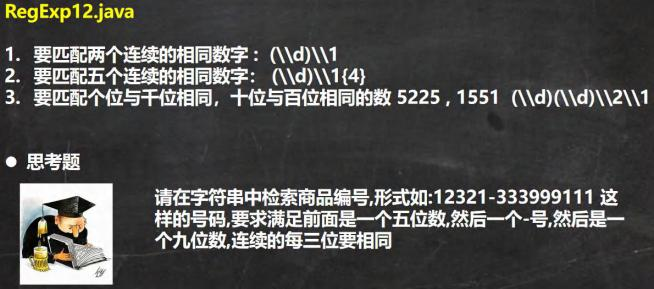 RegExp12.java
1. 要匹配两个连续的相同数字 : (\\d)\\1
2. 要匹配五个连续的相同数字: (\\d)\\1{4}
3. 要匹配个位与千位相同，十位与百位相同的数 5225 , 1551 (\\d)(\\d)\\2\\1
● 思考题
请在字符串中检索商品编号,形式如:12321-333999111 这
样的号码,要求满足前面是一个五位数,然后一个-号,然后是一
个九位数,连续的每三位要相同